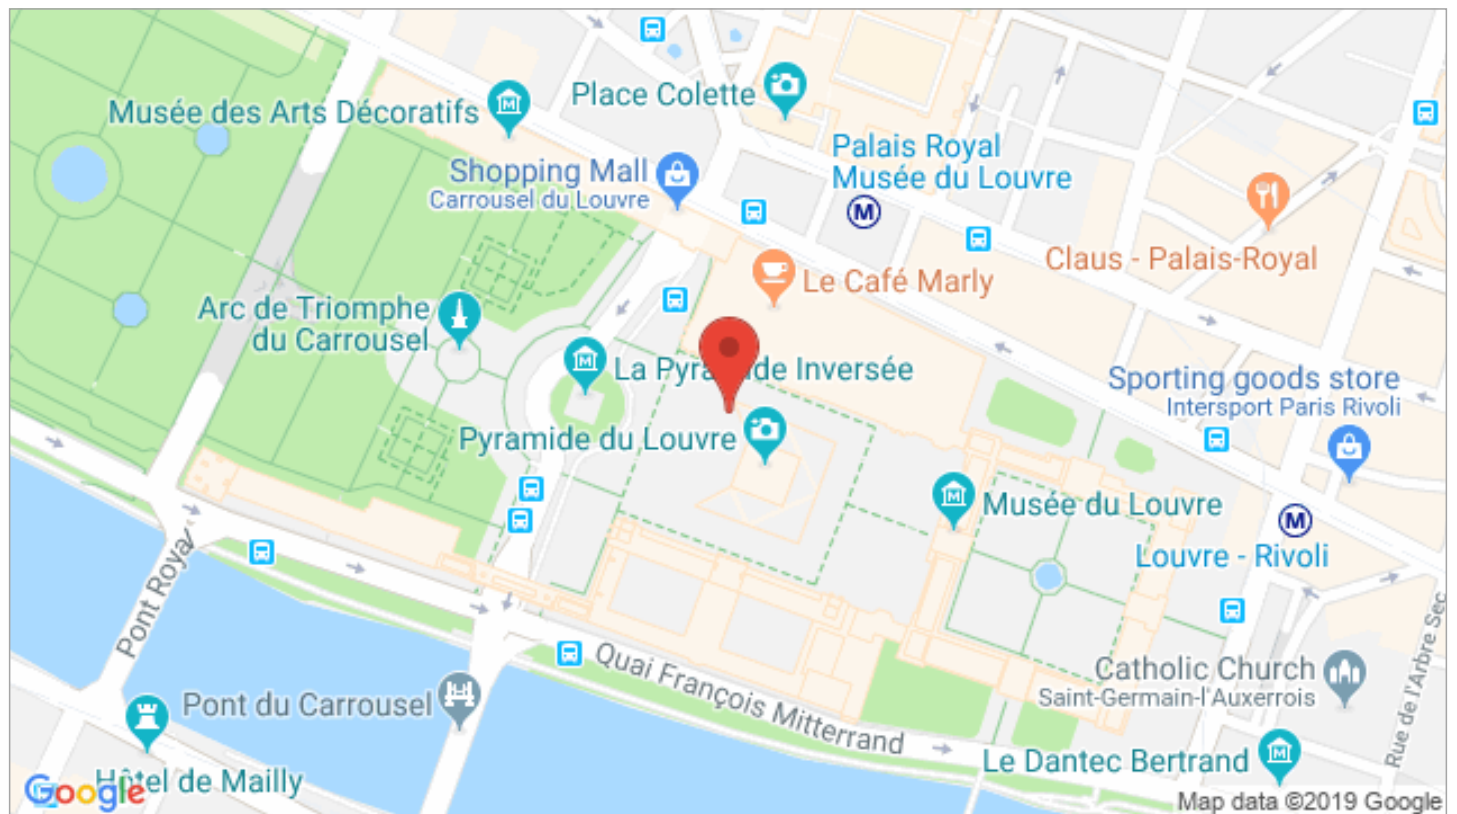 Place Colette
Musée des Arts Décoratifs
Palais Royal
Musée du Louvre
M
Shopping Mall
Carrousel du Louvre
Claus - Palais-Royal
Le Café Marly
Arc de Triomphe
du Carrousel
La Pyramide Inversée
Sporting goods store
Intersport Paris Rivoli
Pyramide du Louvre
Musée du Louvre
M
Louvre - Rivoli
Pont Royal
Quai François Mitterrand
Catholic Church
Saint-Germain-l'Auxerrois
Rue de l'Arbre Sec
Pont du Carrousel
Le Dantec Bertrand
Hôtel de Mailly
Google
Map data ©2019 Google